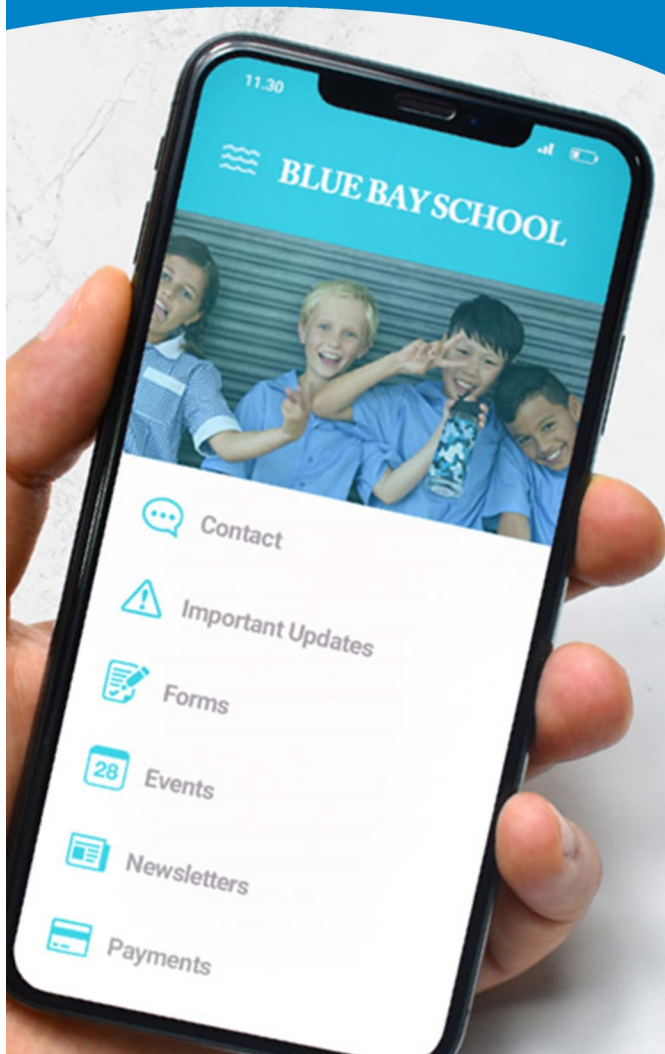 11.30
BLUE BAY SCHOOL
Contact
Important Updates
Forms
28
Events
Newsletters
Payments